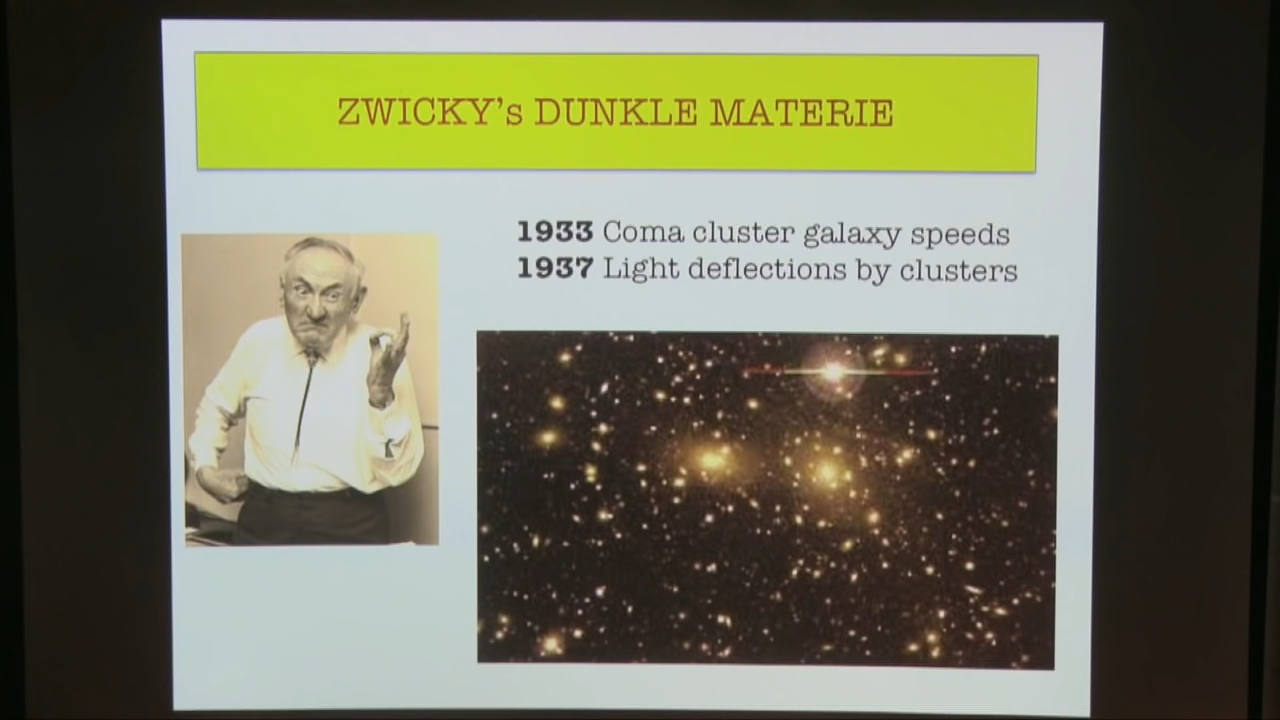 ZWICKY's DUNKLE MATERIE
1933 Coma cluster galaxy speeds
1937 Light deflections by clusters